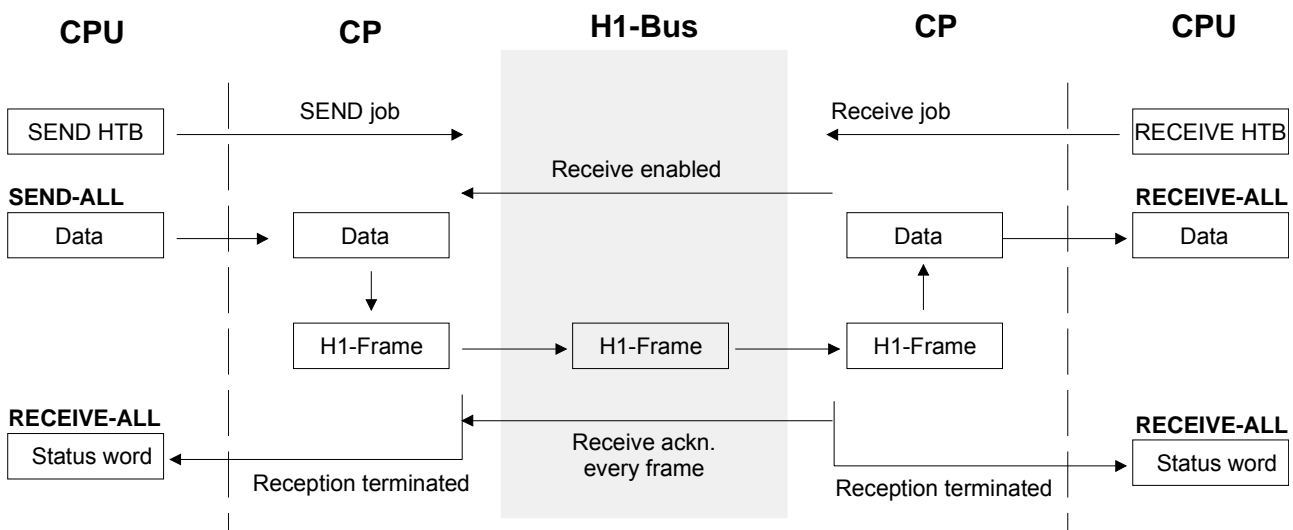 CPU CP H1-Bus CP CPU
SEND job
Receive job
SEND HTB
RECEIVE HTB
Receive enabled
SEND-ALL
RECEIVE-ALL
Data
Data
Data
Data
H1-Frame
H1-Frame
H1-Frame
RECEIVE-ALL
RECEIVE-ALL
Status word
Receive ackn.
every frame
Status word
Reception terminated
Reception terminated